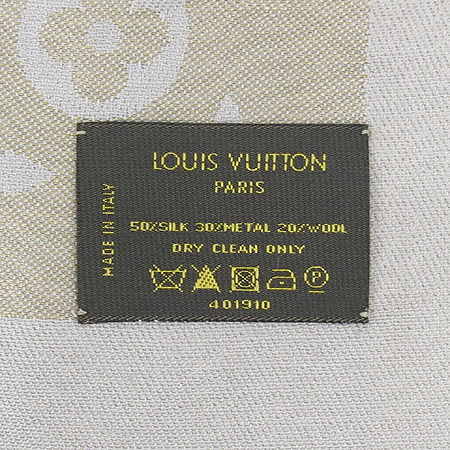 LOUIS VUITTON
PARIS
MADE IN ITALY
50%SILK 30%METAL 20%WOOL
DRY CLEAN ONLY
P
401910